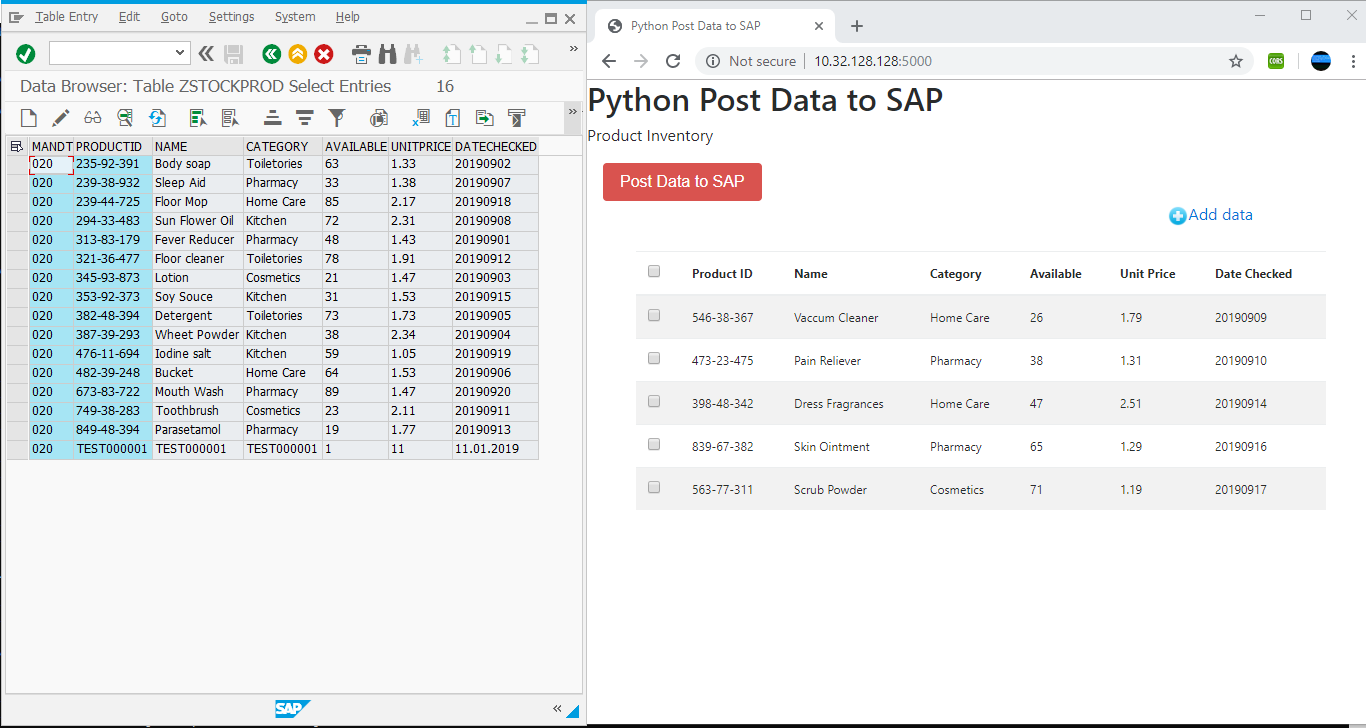 Table Entry Edit Goto Settings System Help
Data Browser: Table ZSTOCKPROD Select Entries 16
MANDT PRODUCTID NAME CATEGORY AVAILABLE UNITPRICE DATECHECKED
020 235-92-391 Body soap Toiletories 63 1.33 20190902
020 239-38-932 Sleep Aid Pharmacy 33 1.38 20190907
020 239-44-725 Floor Mop Home Care 85 2.17 20190918
020 294-33-483 Sun Flower Oil Kitchen 72 2.31 20190908
020 313-83-179 Fever Reducer Pharmacy 48 1.43 20190901
020 321-36-477 Floor cleaner Toiletories 78 1.91 20190912
020 345-93-873 Lotion Cosmetics 21 1.47 20190903
020 353-92-373 Soy Souce Kitchen 31 1.53 20190915
020 382-48-394 Detergent Toiletories 73 1.73 20190905
020 387-39-293 Wheet Powder Kitchen 38 2.34 20190904
020 476-11-694 Iodine salt Kitchen 59 1.05 20190919
020 482-39-248 Bucket Home Care 64 1.53 20190906
020 673-83-722 Mouth Wash Pharmacy 89 1.47 20190920
020 749-38-283 Toothbrush Cosmetics 23 2.11 20190911
020 849-48-394 Parasetamol Pharmacy 19 1.77 20190913
020 TEST000001 TEST000001 TEST000001 1 11 11.01.2019
SAP
Python Post Data to SAP
Not secure 10.32.128.128:5000
CORS
Python Post Data to SAP
Product Inventory
Post Data to SAP
Add data
Product ID Name Category Available Unit Price Date Checked
546-38-367 Vaccum Cleaner Home Care 26 1.79 20190909
473-23-475 Pain Reliever Pharmacy 38 1.31 20190910
398-48-342 Dress Fragrances Home Care 47 2.51 20190914
839-67-382 Skin Ointment Pharmacy 65 1.29 20190916
563-77-311 Scrub Powder Cosmetics 71 1.19 20190917